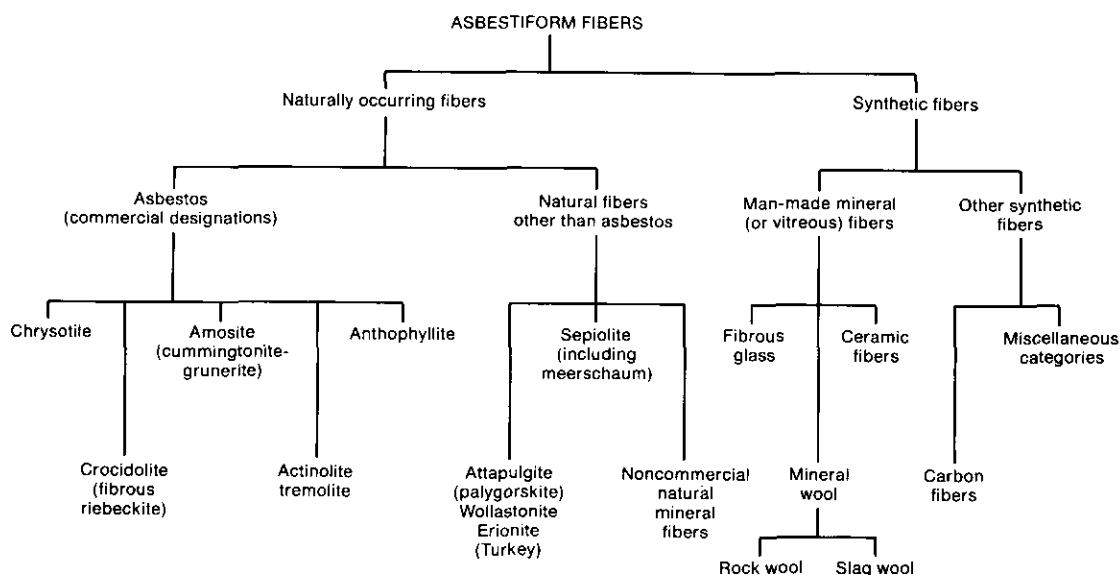 ASBESTIFORM FIBERS
Naturally occurring fibers
Synthetic fibers
Asbestos
(commercial designations)
Natural fibers
other than asbestos
Man-made mineral
(or vitreous) fibers
Other synthetic
fibers
Chrysotite
Amosite
(cummingtonite-
grunerite)
Anthophyllite
Sepiolite
(including
meerschaum)
Fibrous
glass
Ceramic
fibers
Miscellaneous
categories
Crocidolite
(fibrous
riebeckite)
Actinolite
tremolite
Attapulgite
(palygorskite)
Wollastonite
Erionite
(Turkey)
Noncommercial
natural
mineral
fibers
Mineral
wool
Carbon
fibers
Rock wool
Slag wool